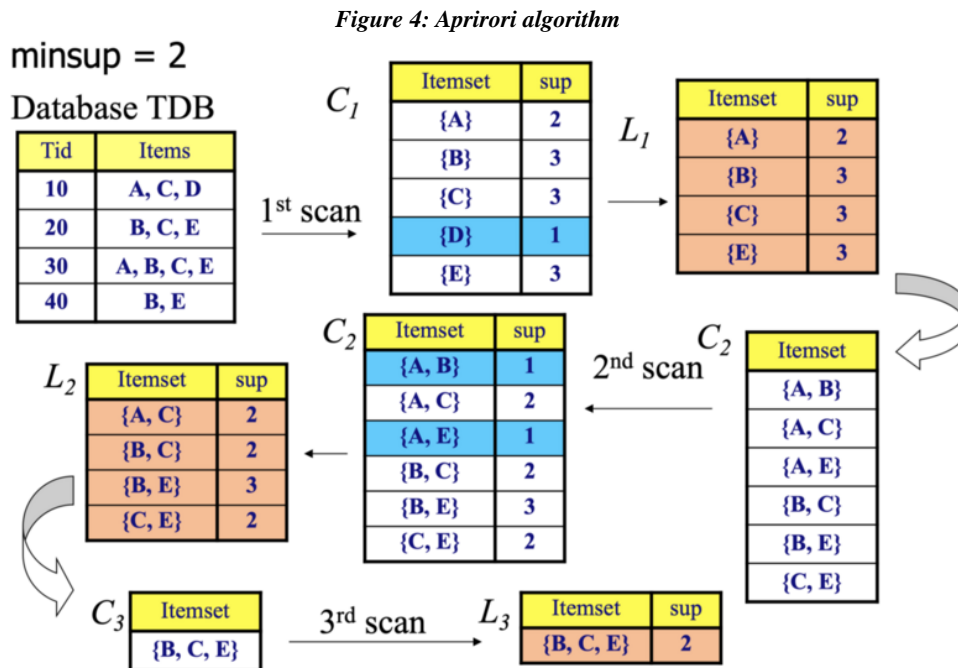 Figure 4: Aprirori algorithm
minsup = 2
Database TDB
Tid Items
10 A, C, D
20 B, C, E
30 A, B, C, E
40 B, E
1st scan
C1
Itemset sup
{A} 2
{B} 3
{C} 3
{D} 1
{E} 3
L1
Itemset sup
{A} 2
{B} 3
{C} 3
{E} 3
C2
Itemset
{A, B}
{A, C}
{A, E}
{B, C}
{B, E}
{C, E}
2nd scan
C2
Itemset sup
{A, B} 1
{A, C} 2
{A, E} 1
{B, C} 2
{B, E} 3
{C, E} 2
L2
Itemset sup
{A, C} 2
{B, C} 2
{B, E} 3
{C, E} 2
C3
Itemset
{B, C, E}
3rd scan
L3
Itemset sup
{B, C, E} 2